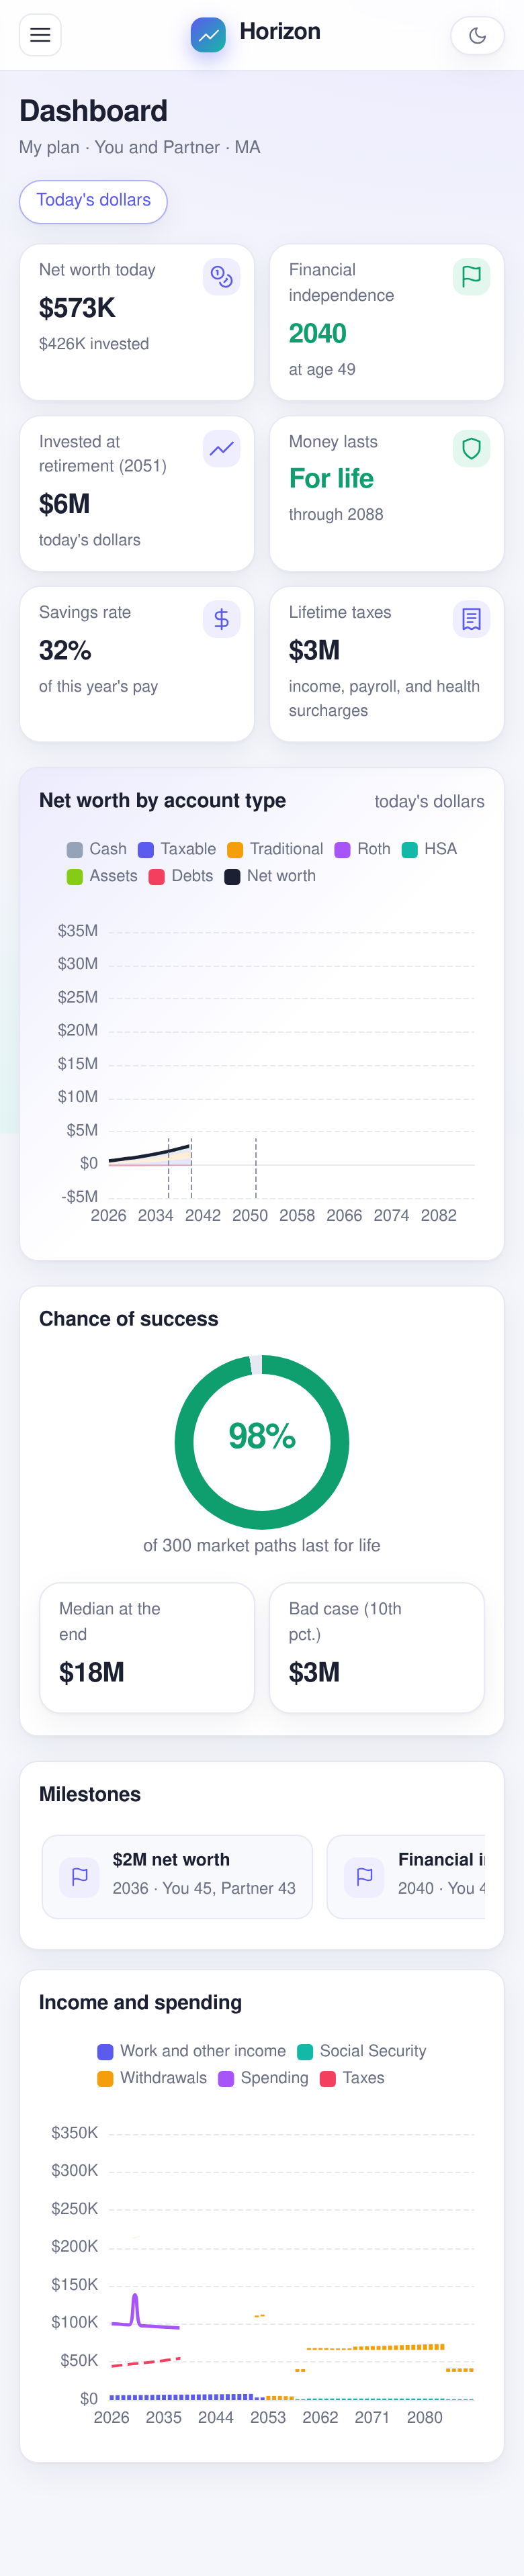 Horizon
Dashboard
My plan · You and Partner · MA
Today's dollars
Net worth today
$573K
$426K invested
Financial
independence
2040
at age 49
Invested at
retirement (2051)
$6M
today's dollars
Money lasts
For life
through 2088
Savings rate
32%
of this year's pay
Lifetime taxes
$3M
income, payroll, and health
surcharges
Net worth by account type
today's dollars
Cash Taxable Traditional Roth HSA
Assets Debts Net worth
$35M
$30M
$25M
$20M
$15M
$10M
$5M
$0
-$5M
2026 2034 2042 2050 2058 2066 2074 2082
Chance of success
98%
of 300 market paths last for life
Median at the
end
$18M
Bad case (10th
pct.)
$3M
Milestones
$2M net worth
2036 · You 45, Partner 43
Financial i
2040 · You 4
Income and spending
Work and other income Social Security
Withdrawals Spending Taxes
$350K
$300K
$250K
$200K
$150K
$100K
$50K
$0
2026 2035 2044 2053 2062 2071 2080